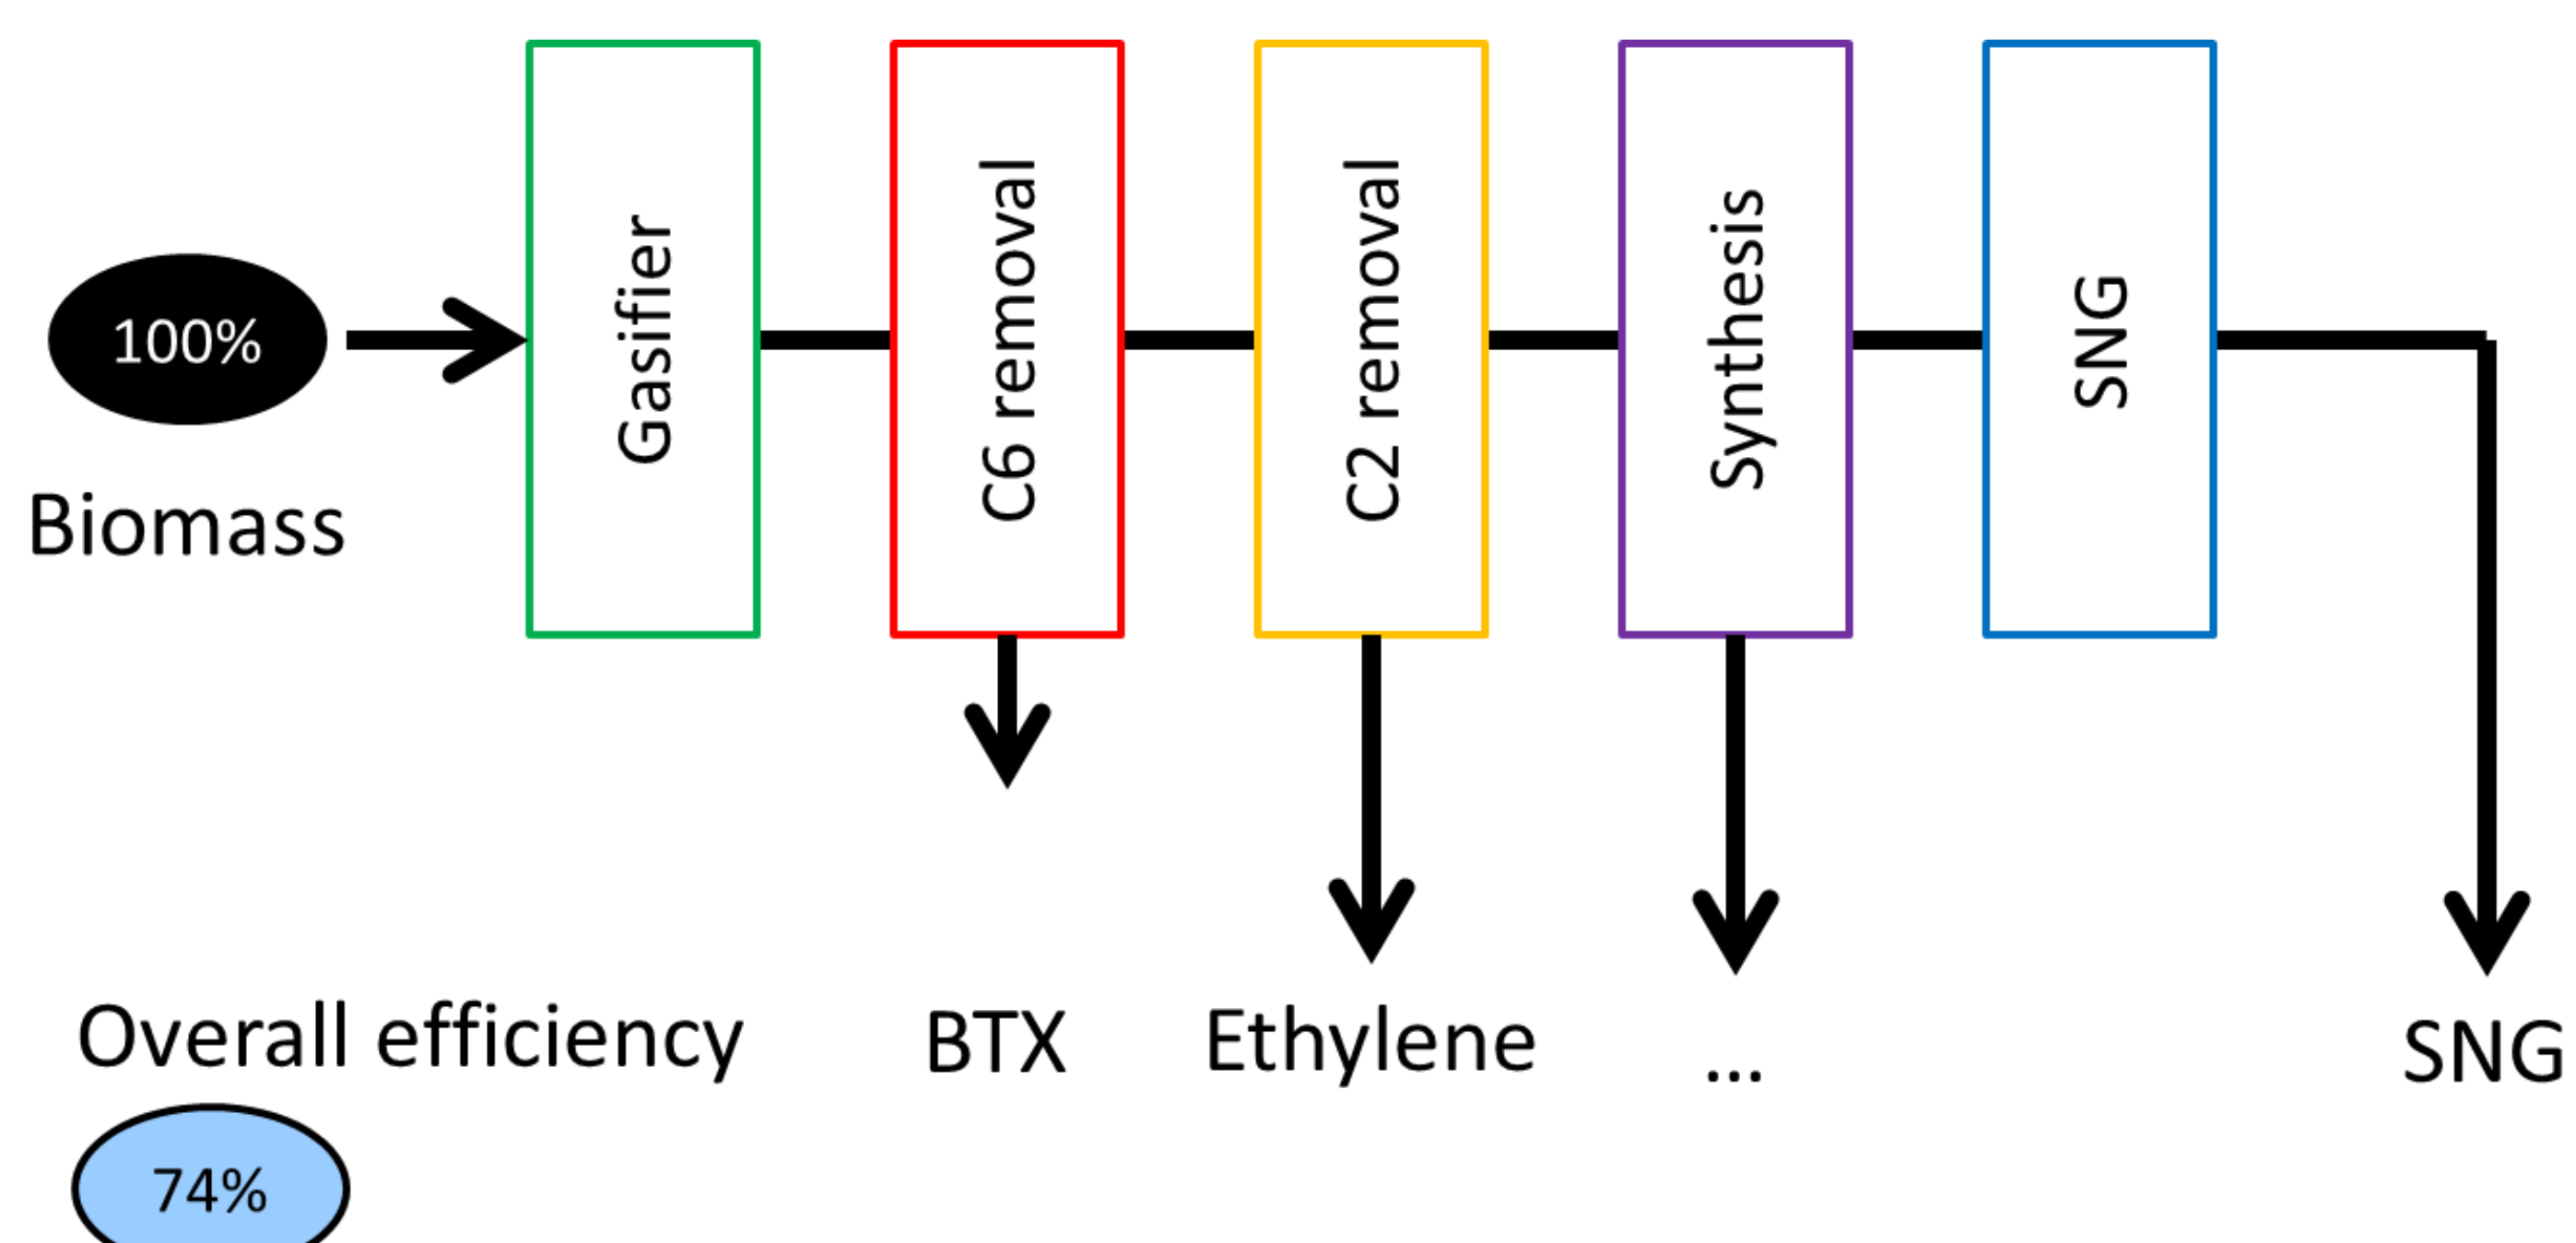 100%
Biomass
Gasifier
C6 removal
C2 removal
Synthesis
SNG
Overall efficiency
BTX
Ethylene
...
SNG
74%